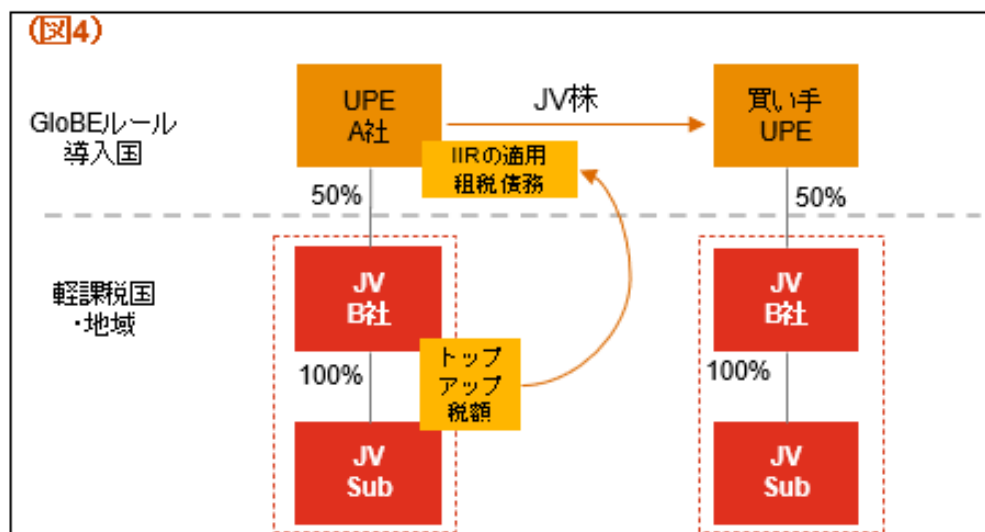 (図4)
UPE
A社
JV株
買い手
UPE
GloBEルール
導入国
IIRの適用
租税債務
50%
50%
軽課税国
・地域
JV
B社
JV
B社
トップ
アップ
税額
100%
100%
JV
Sub
JV
Sub